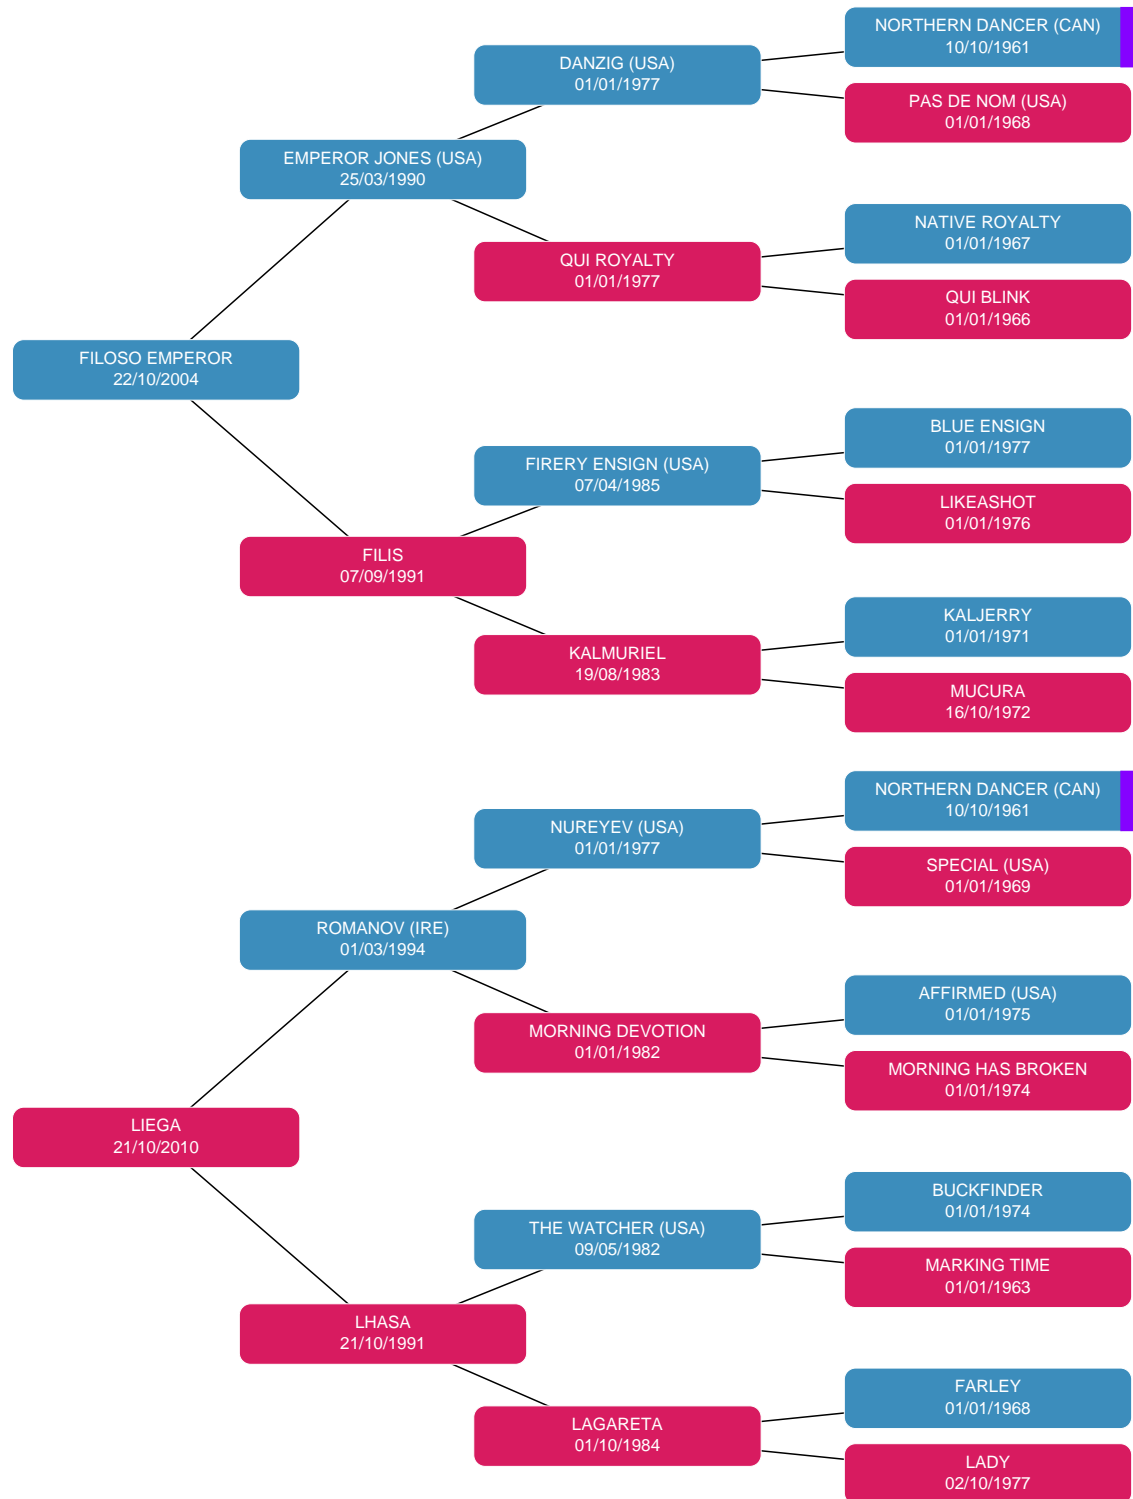 NORTHERN DANCER (CAN)
10/10/1961
DANZIG (USA)
01/01/1977
PAS DE NOM (USA)
01/01/1968
EMPEROR JONES (USA)
25/03/1990
NATIVE ROYALTY
01/01/1967
QUI ROYALTY
01/01/1977
QUI BLINK
01/01/1966
FILOSO EMPEROR
22/10/2004
BLUE ENSIGN
01/01/1977
FIRERY ENSIGN (USA)
07/04/1985
LIKEASHOT
01/01/1976
FILIS
07/09/1991
KALJERRY
01/01/1971
KALMURIEL
19/08/1983
MUCURA
16/10/1972
NORTHERN DANCER (CAN)
10/10/1961
NUREYEV (USA)
01/01/1977
SPECIAL (USA)
01/01/1969
ROMANOV (IRE)
01/03/1994
AFFIRMED (USA)
01/01/1975
MORNING DEVOTION
01/01/1982
MORNING HAS BROKEN
01/01/1974
LIEGA
21/10/2010
BUCKFINDER
01/01/1974
THE WATCHER (USA)
09/05/1982
MARKING TIME
01/01/1963
LHASA
21/10/1991
FARLEY
01/01/1968
LAGARETA
01/10/1984
LADY
02/10/1977